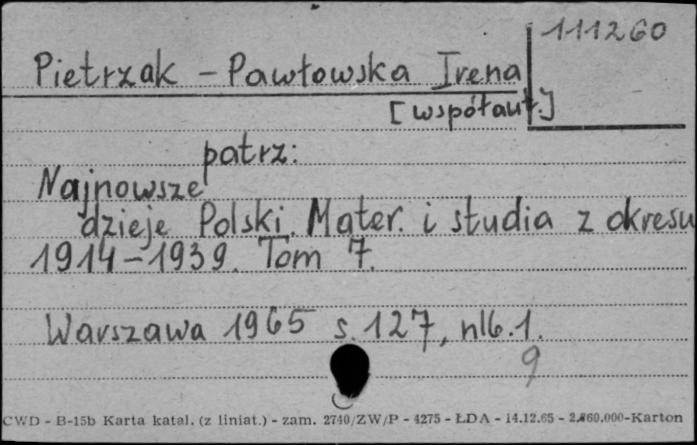 111260
Pietrzak - Pawłowska Irena
[współaut.]
patrz:
Najnowsze
dzieje Polski. Mater. i studia z okresu
1914-1939. Tom 7.
Warszawa 1965 s. 127, nlb. 1.
9
CWD - B-15b Karta katal. (z liniat.) - zam. 2740/ZW/P - 4275 - ŁDA - 14.12.65 - 2.860.000-Karton